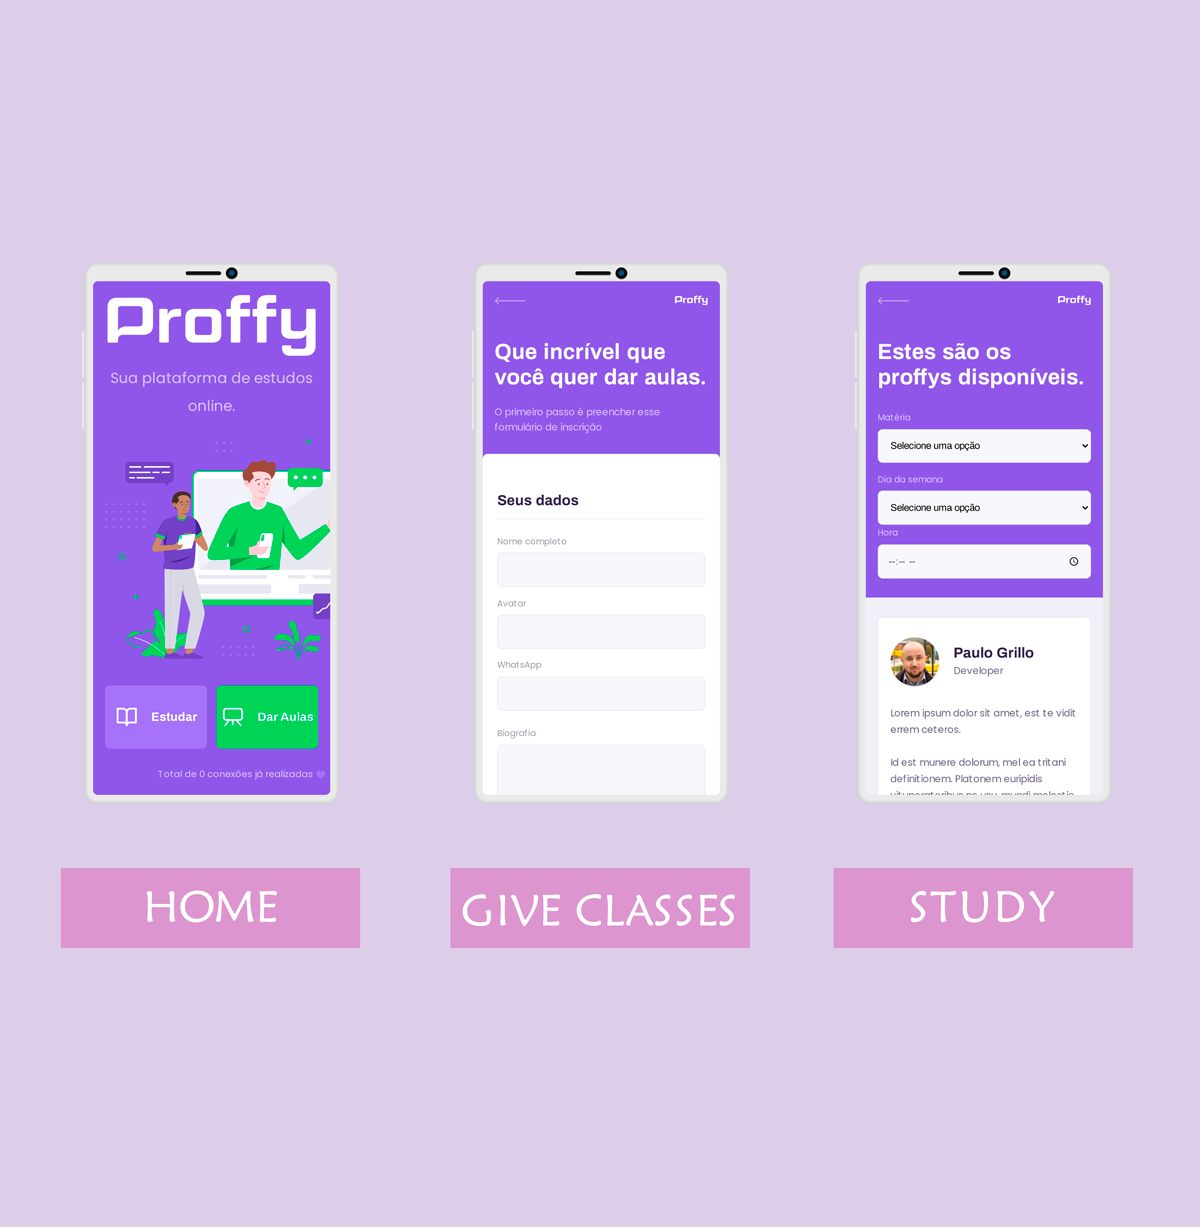 Proffy
Sua plataforma de estudos
online.
Estudar
Dar Aulas
Total de 0 conexões já realizadas
HOME
Proffy
Que incrível que
você quer dar aulas.
O primeiro passo é preencher esse
formulário de inscrição
Seus dados
Nome completo
Avatar
WhatsApp
Biografia
GIVE CLASSES
Proffy
Estes são os
proffys disponíveis.
Matéria
Selecione uma opção
Dia da semana
Selecione uma opção
Hora
--:-- --
Paulo Grillo
Developer
Lorem ipsum dolor sit amet, est te vidit
errem ceteros.
Id est munere dolorum, mel ea tritani
definitionem. Platonem euripidis
STUDY